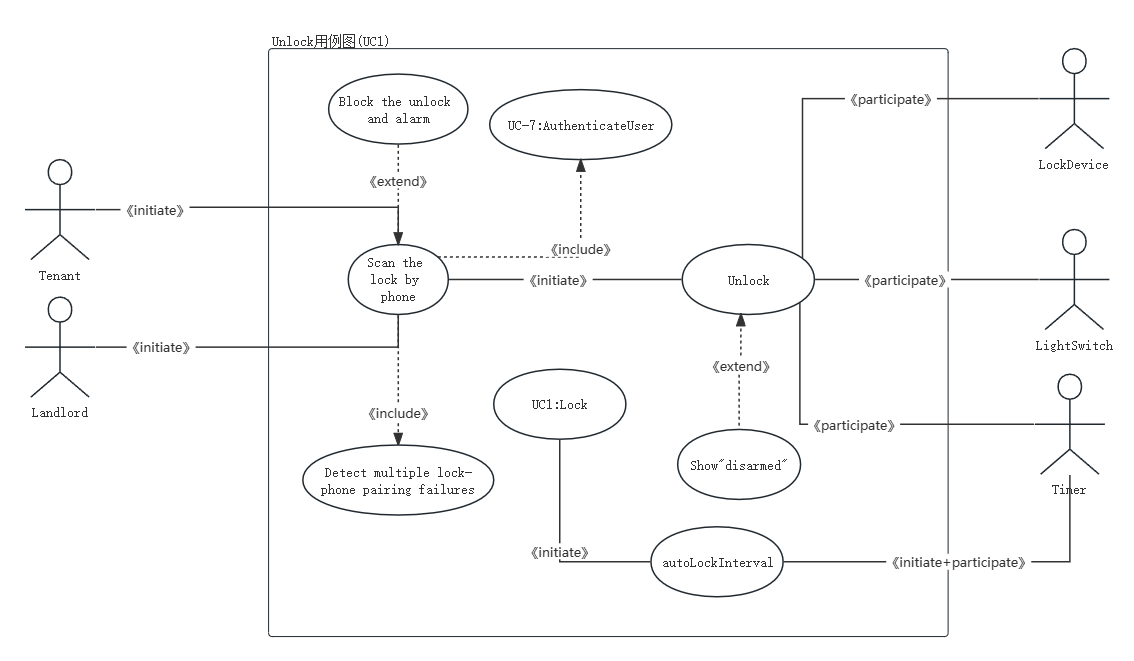 Unlock用例图(UC1)
Block the unlock
and alarm
UC-7:AuthenticateUser
《participate》
LockDevice
《extend》
《initiate》
Tenant
《include》
Scan the
lock by
phone
《initiate》
Unlock
《participate》
LightSwitch
《initiate》
Landlord
《extend》
《include》
UC1:Lock
《participate》
Show"disarmed"
Detect multiple lock-
phone pairing failures
Timer
《initiate》
autoLockInterval
《initiate+participate》